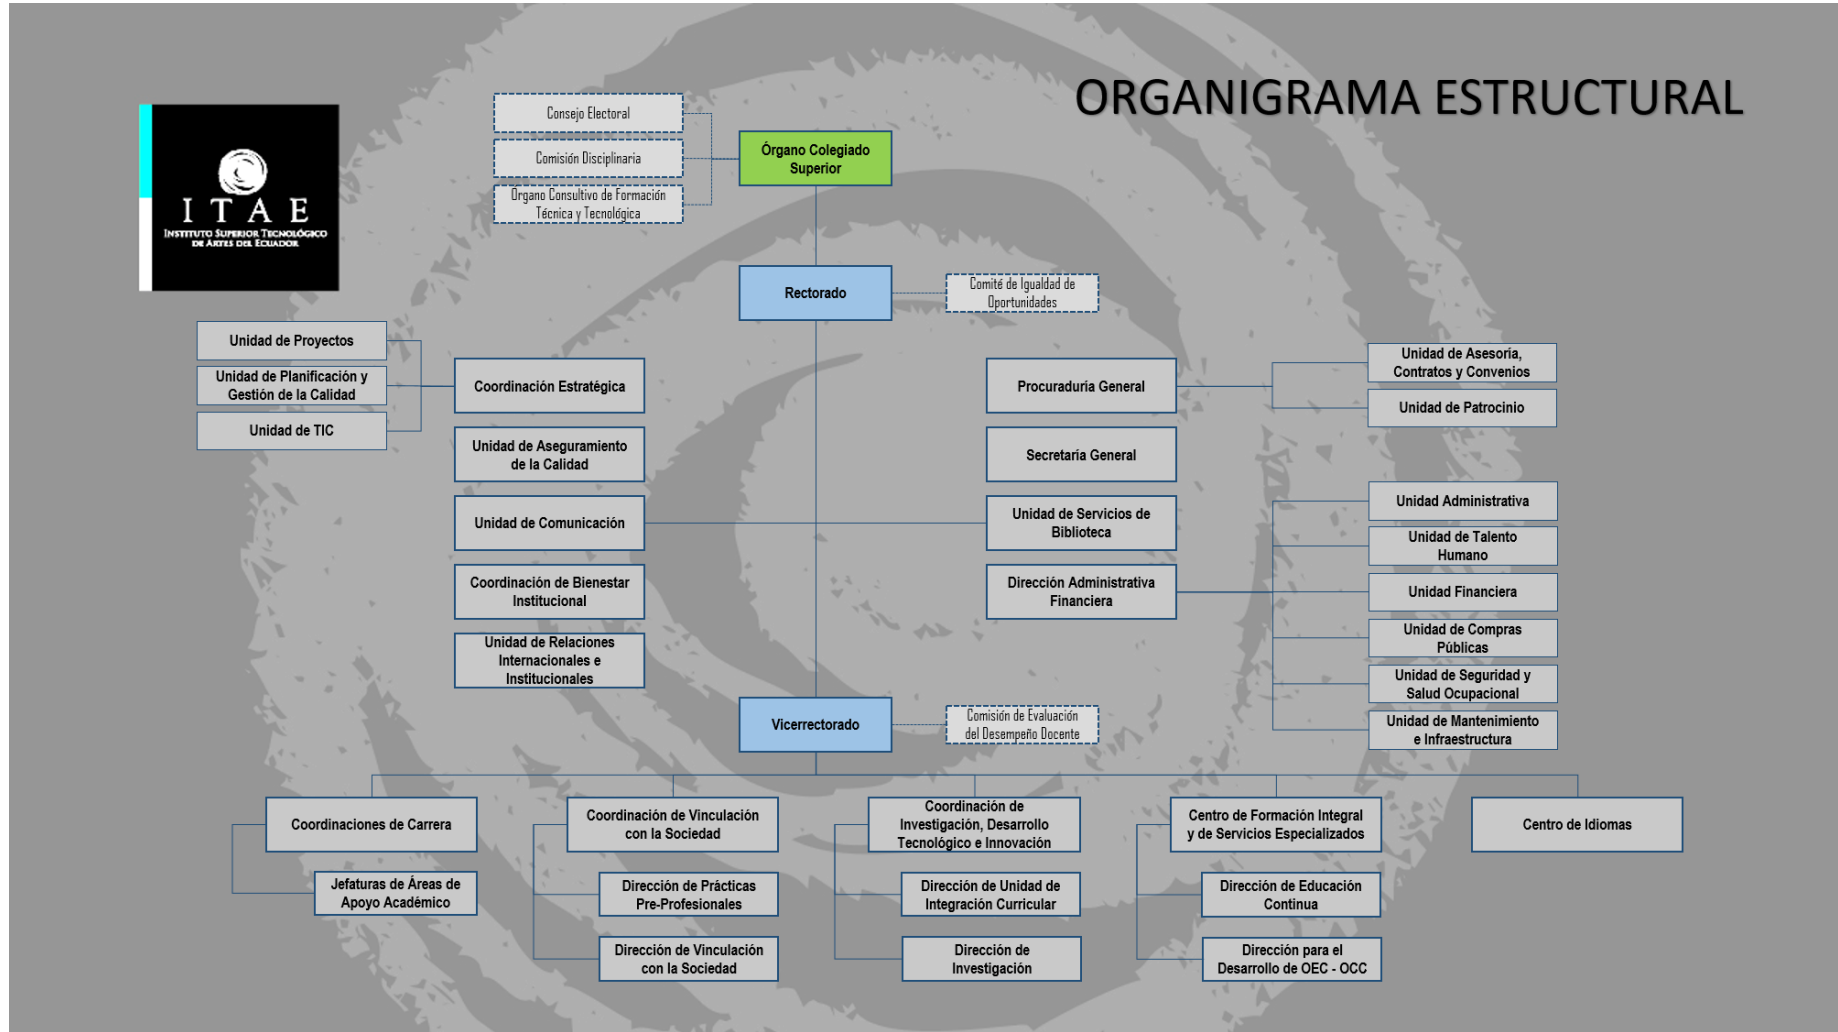 ORGANIGRAMA ESTRUCTURAL
ITAE
INSTITUTO SUPERIOR TECNOLÓGICO
DE ARTES DEL ECUADOR
Consejo Electoral
Comisión Disciplinaria
Órgano Consultivo de Formación
Técnica y Tecnológica
Órgano Colegiado
Superior
Rectorado
Comité de Igualdad de
Oportunidades
Unidad de Proyectos
Unidad de Planificación y
Gestión de la Calidad
Unidad de TIC
Coordinación Estratégica
Unidad de Aseguramiento
de la Calidad
Unidad de Comunicación
Coordinación de Bienestar
Institucional
Unidad de Relaciones
Internacionales e
Institucionales
Procuraduría General
Secretaría General
Unidad de Servicios de
Biblioteca
Dirección Administrativa
Financiera
Unidad de Asesoría,
Contratos y Convenios
Unidad de Patrocinio
Unidad Administrativa
Unidad de Talento
Humano
Unidad Financiera
Unidad de Compras
Públicas
Unidad de Seguridad y
Salud Ocupacional
Unidad de Mantenimiento
e Infraestructura
Vicerrectorado
Comisión de Evaluación
del Desempeño Docente
Coordinaciones de Carrera
Jefaturas de Áreas de
Apoyo Académico
Coordinación de Vinculación
con la Sociedad
Dirección de Prácticas
Pre-Profesionales
Dirección de Vinculación
con la Sociedad
Coordinación de
Investigación, Desarrollo
Tecnológico e Innovación
Dirección de Unidad de
Integración Curricular
Dirección de
Investigación
Centro de Formación Integral
y de Servicios Especializados
Dirección de Educación
Continua
Dirección para el
Desarrollo de OEC - OCC
Centro de Idiomas